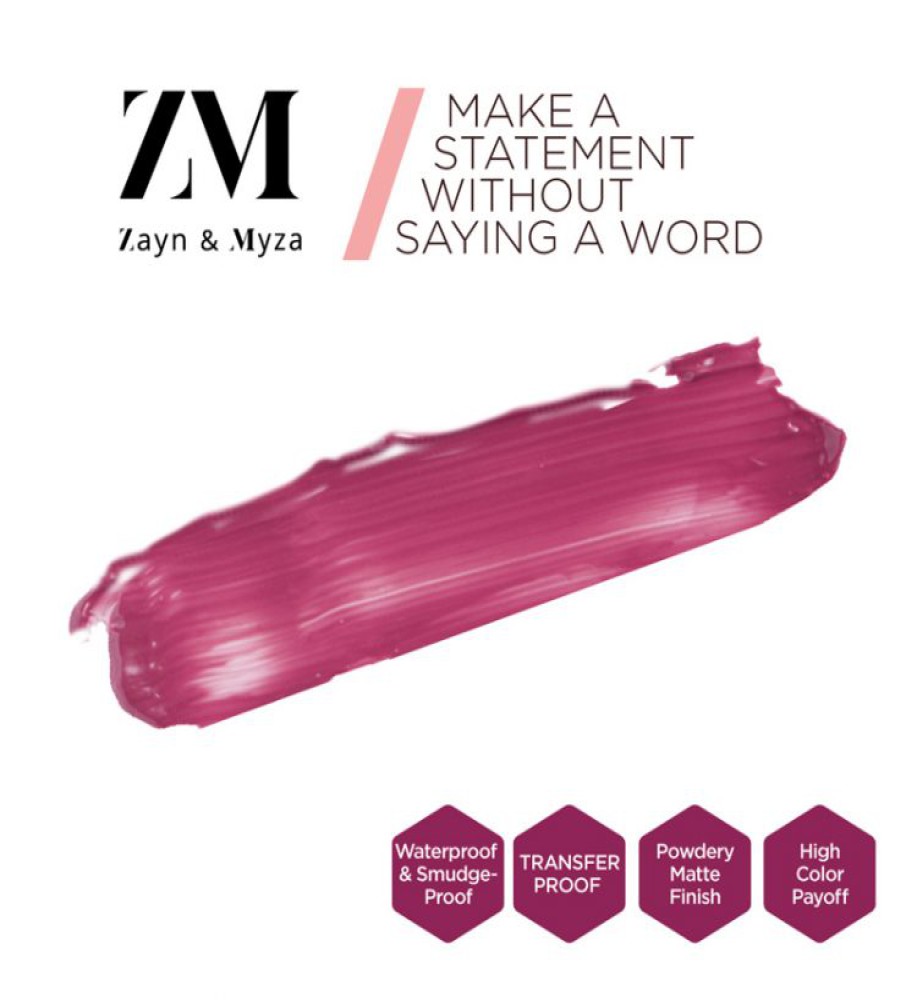 ZM
Zayn & Myza
MAKE A
STATEMENT
WITHOUT
SAYING A WORD
Waterproof
& Smudge-
Proof
TRANSFER
PROOF
Powdery
Matte
Finish
High
Color
Payoff